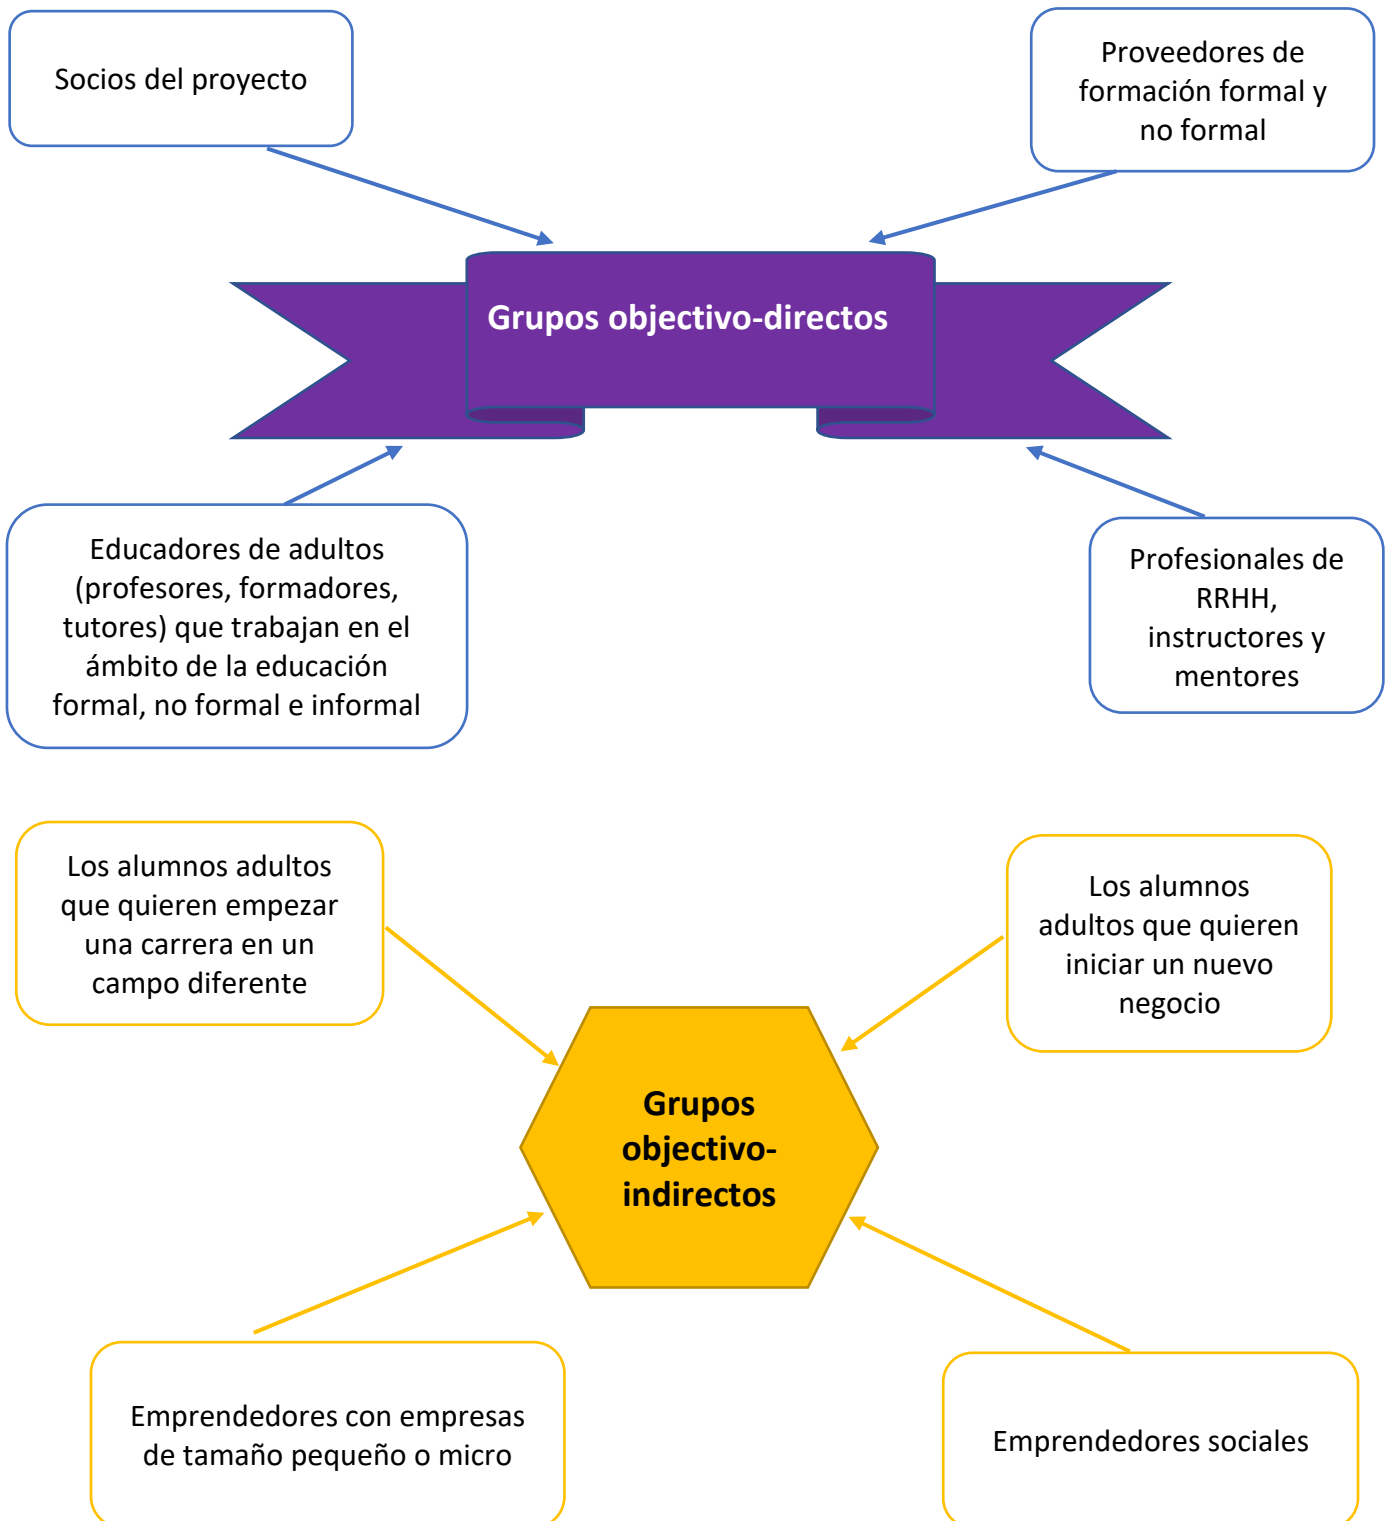 Socios del proyecto
Proveedores de
formación formal y
no formal
Grupos objectivo-directos
Educadores de adultos
(profesores, formadores,
tutores) que trabajan en el
ámbito de la educación
formal, no formal e informal
Profesionales de
RRHH,
instructores y
mentores
Los alumnos adultos
que quieren empezar
una carrera en un
campo diferente
Los alumnos
adultos que quieren
iniciar un nuevo
negocio
Grupos
objectivo-
indirectos
Emprendedores con empresas
de tamaño pequeño o micro
Emprendedores sociales